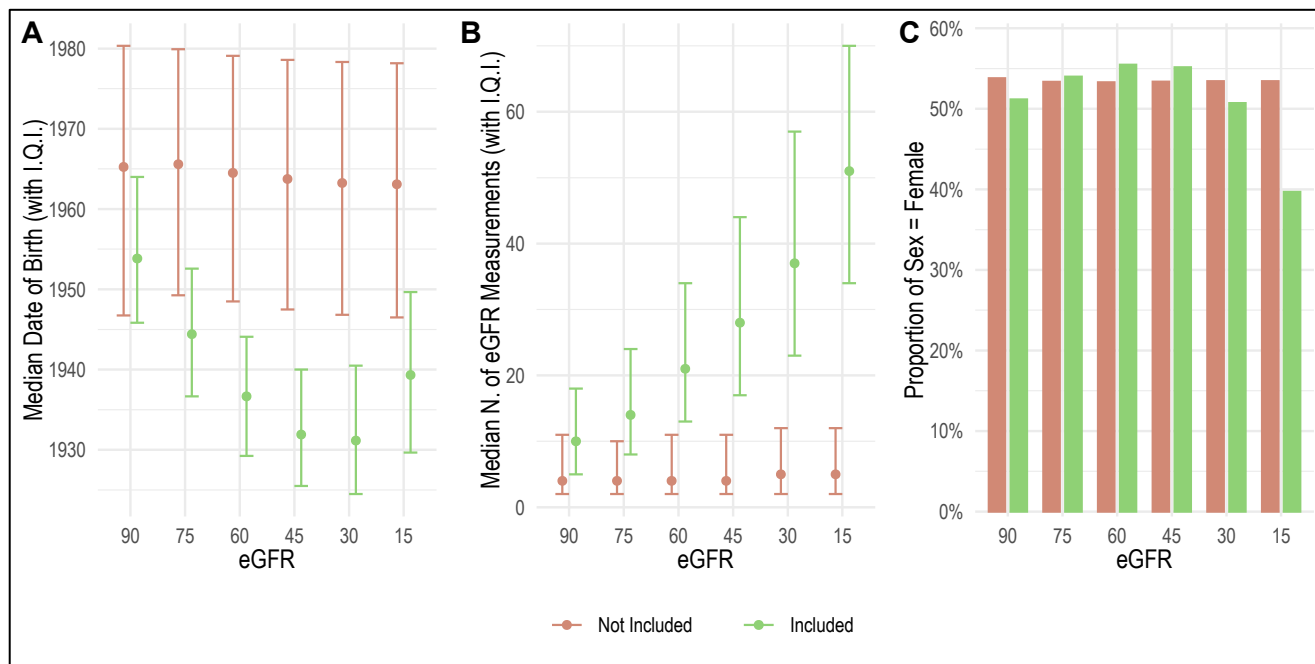 A
Median Date of Birth (with I.Q.I.)
1980
1970
1960
1950
1940
1930
90 75 60 45 30 15
eGFR
B
Median N. of eGFR Measurements (with I.Q.I.)
60
40
20
0
90 75 60 45 30 15
eGFR
C
Proportion of Sex = Female
60%
50%
40%
30%
20%
10%
0%
90 75 60 45 30 15
eGFR
Not Included Included